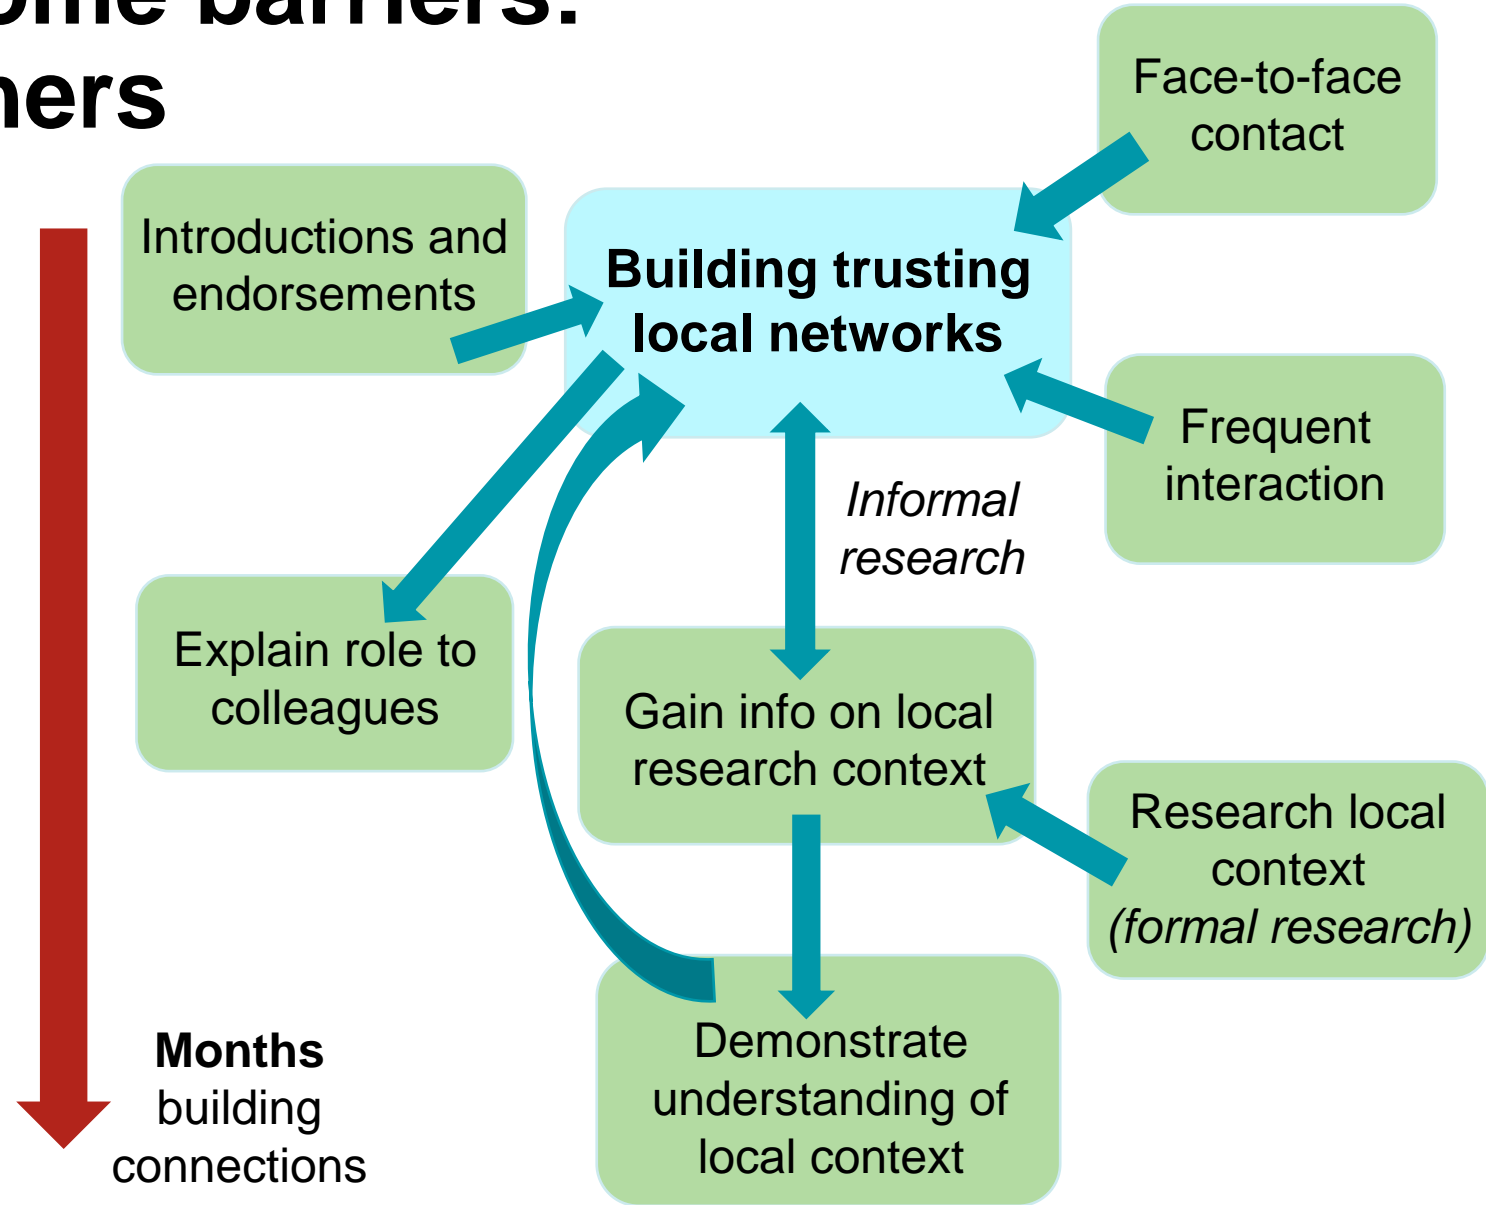 barriers:
Face-to-face
contact
Introductions and
endorsements
Building trusting
local networks
Frequent
interaction
Informal
research
Explain role to
colleagues
Gain info on local
research context
Research local
context
(formal research)
Months
building
connections
Demonstrate
understanding of
local context